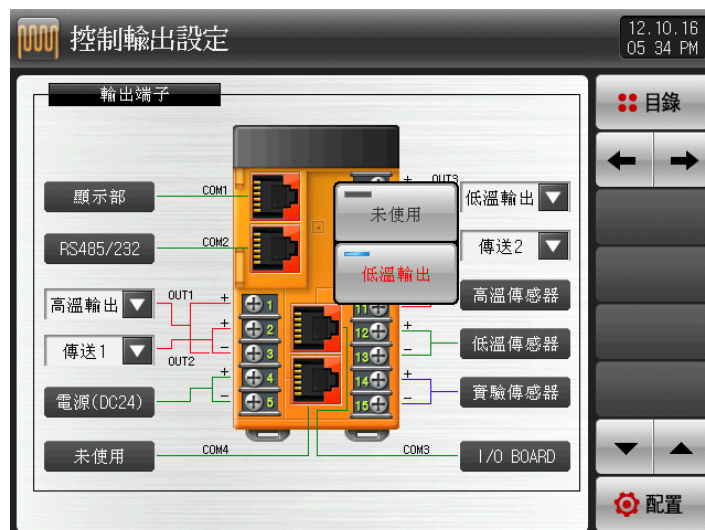 控制輸出設定
12.10.16
05 34 PM
輸出端子
目錄
顯示部
COM1
+
OUT3
低溫輸出
未使用
RS485/232
COM2
傳送2
低溫輸出
高溫輸出
OUT1
+
1
11
高溫傳感器
+
2
12
+
傳送1
-
3
13
-
低溫傳感器
OUT2
電源(DC24)
+
4
14
+
實驗傳感器
-
5
15
-
未使用
COM4
COM3
I/O BOARD
配置